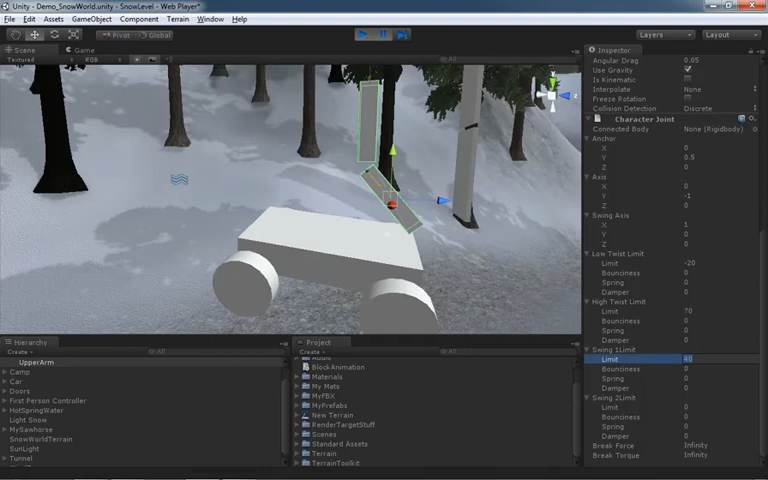 Unity - Demo_SnowWorld.unity - SnowLevel - Web Player*
File Edit Assets GameObject Component Terrain Window Help
Pivot Global Layers Layout
Scene Game
Textured RGB All
Inspector
Angular Drag 0.05
Use Gravity
Is Kinematic
Interpolate None
Freeze Rotation
Collision Detection Discrete
Character Joint
Connected Body None (Rigidbody)
Anchor
X 0
Y 0.5
Z 0
Axis
X 0
Y -1
Z 0
Swing Axis
X 1
Y 0
Z 0
Low Twist Limit
Limit -20
Bounciness 0
Spring 0
Damper 0
High Twist Limit
Limit 70
Bounciness 0
Spring 0
Damper 0
Swing 1Limit
Limit 40
Bounciness 0
Spring 0
Damper 0
Swing 2Limit
Limit 0
Bounciness 0
Spring 0
Damper 0
Break Force Infinity
Break Torque Infinity
Hierarchy
Create All
UpperArm
Camp
Car
Doors
First Person Controller
HotSpringWater
Light Snow
MySawhorse
SnowWorldTerrain
SunLight
Tunnel
Project
Create All
Audio
BlockAnimation
Materials
My Mats
MyFBX
MyPrefabs
New Terrain
RenderTargetStuff
Scenes
Standard Assets
Terrain
TerrainToolkit